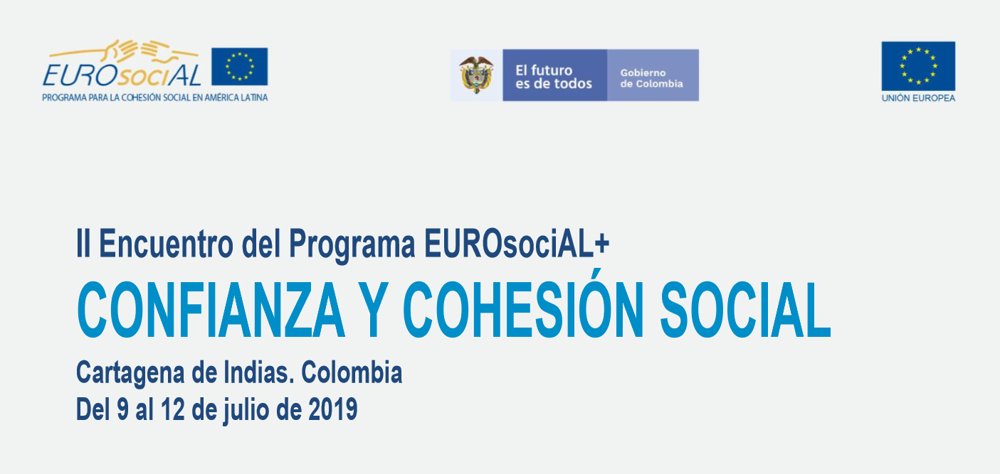 EUROsociAL
PROGRAMA PARA LA COHESIÓN SOCIAL EN AMÉRICA LATINA
El futuro
es de todos
Gobierno
de Colombia
UNIÓN EUROPEA
II Encuentro del Programa EUROsociAL+
CONFIANZA Y COHESIÓN SOCIAL
Cartagena de Indias. Colombia
Del 9 al 12 de julio de 2019